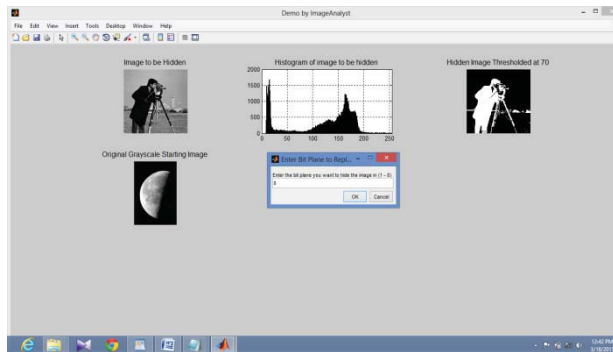 Demo by ImageAnalyst
File Edit View Insert Tools Desktop Window Help
Image to be Hidden
Histogram of image to be hidden
Hidden Image Thresholded at 70
2000
1500
1000
500
0
0 50 100 150 200 250
Original Grayscale Starting Image
Enter Bit Plane to Repl...
Enter the bit plane you want to hide the image in (1 - 8)
OK Cancel
12:42 PM